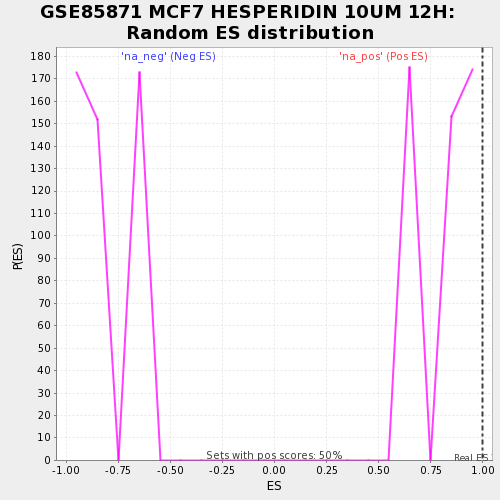 GSE85871 MCF7 HESPERIDIN 10UM 12H:
Random ES distribution
'na_neg' (Neg ES)
'na_pos' (Pos ES)
180
170
160
150
140
130
120
110
100
90
80
70
60
50
40
30
20
10
0
P(ES)
Sets with pos scores: 50%
Real ES
-1.00 -0.75 -0.50 -0.25 0.00 0.25 0.50 0.75 1.00
ES